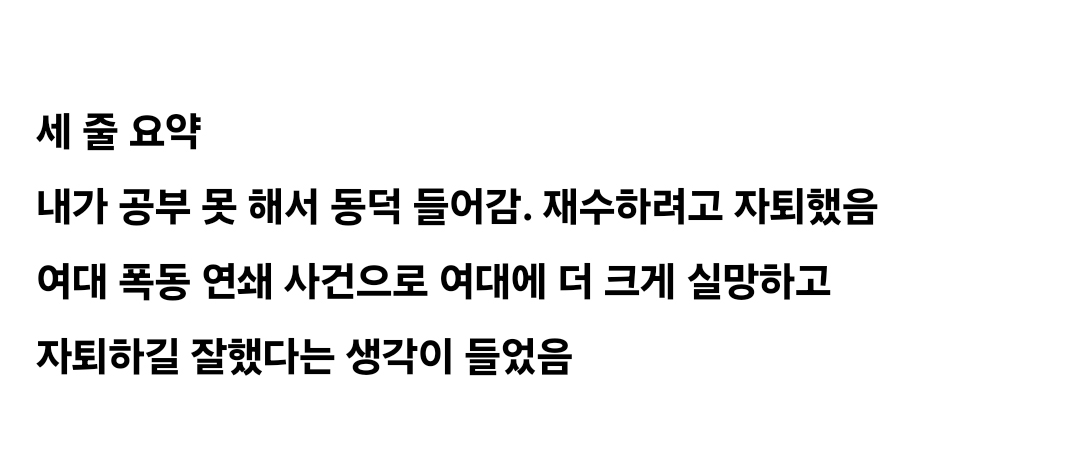 세 줄 요약
내가 공부 못 해서 동덕 들어감. 재수하려고 자퇴했음
여대 폭동 연쇄 사건으로 여대에 더 크게 실망하고
자퇴하길 잘했다는 생각이 들었음